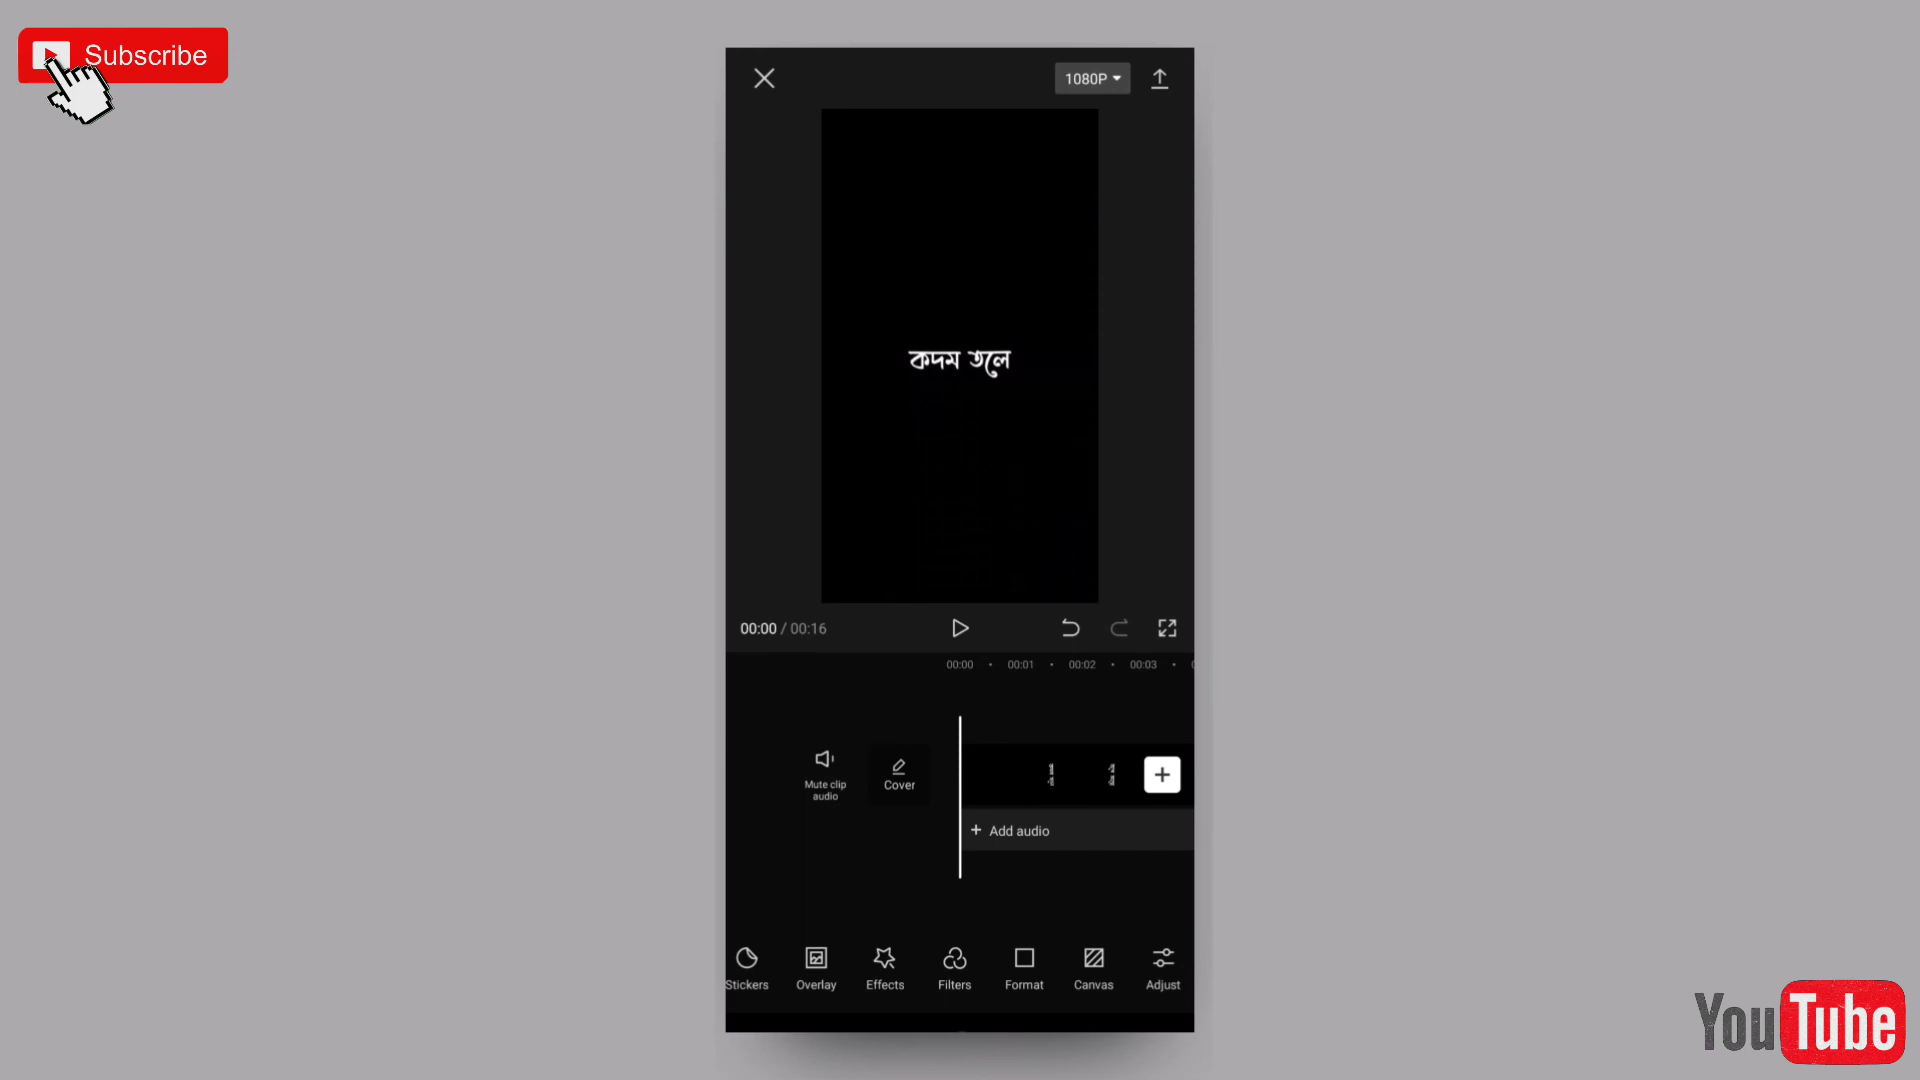 Subscribe
1080P
কদম তলে
00:00 / 00:16
00:00 00:01 00:02 00:03
Mute clip
audio
Cover
Add audio
Stickers Overlay Effects Filters Format Canvas Adjust
YouTube